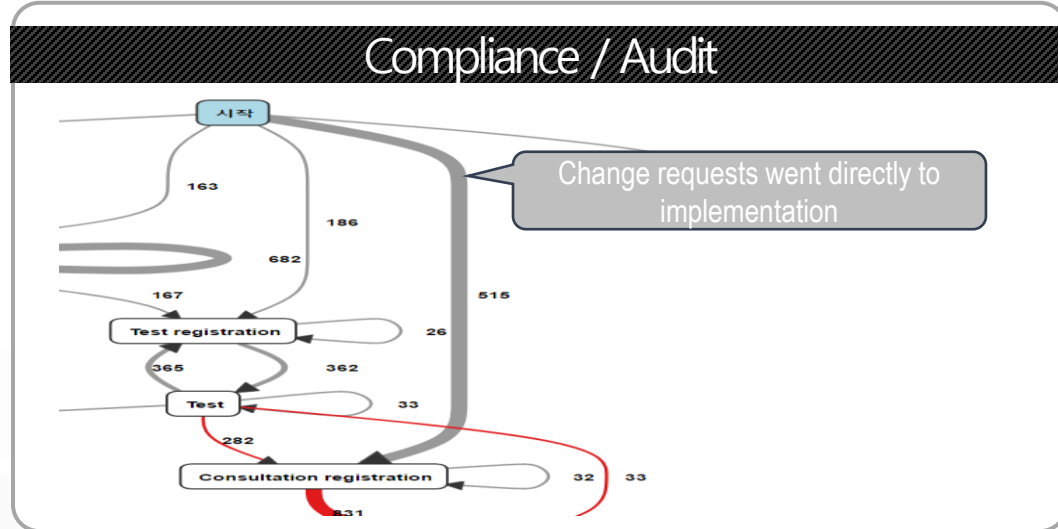 Compliance / Audit
시작
Change requests went directly to
implementation
163
186
682
167
515
Test registration
26
365
362
Test
33
282
Consultation registration
32
33
831